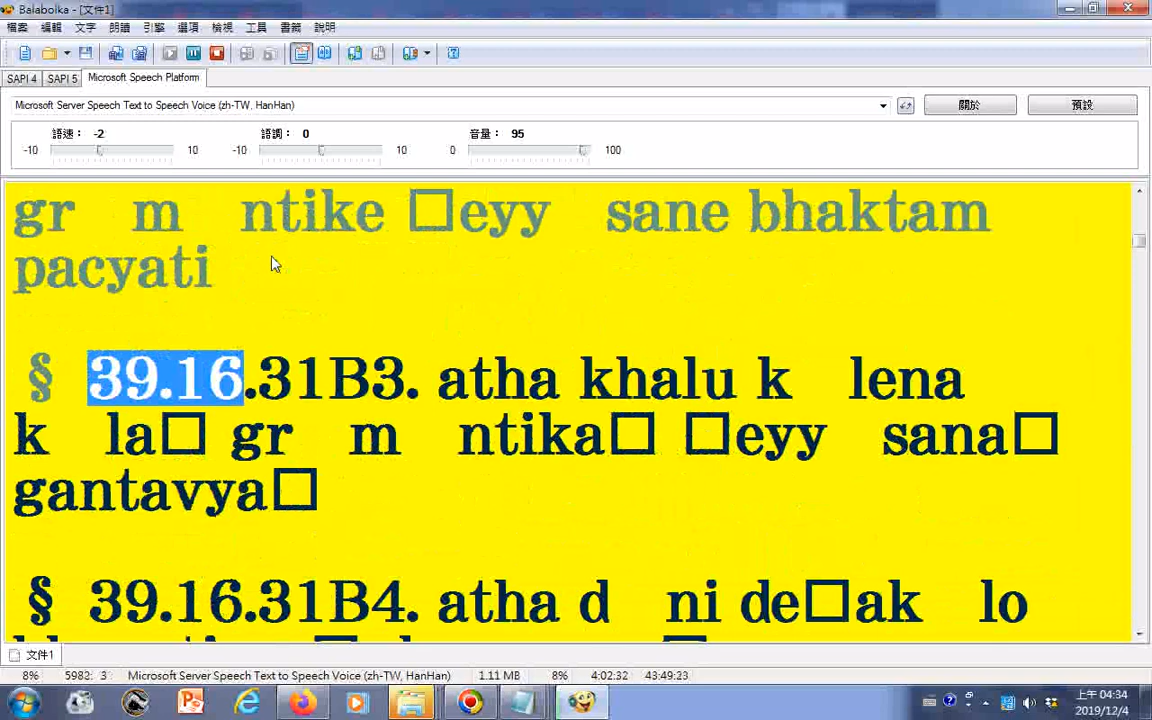 Balabolka - [文件1]
檔案 編輯 文字 朗讀 引擎 選項 檢視 工具 書籤 說明
SAPI 4 SAPI 5 Microsoft Speech Platform
Microsoft Server Speech Text to Speech Voice (zh-TW, HanHan) 關於 預設
語速： -2 語調： 0 音量： 95
-10 10 -10 10 0 100
gr m ntike □eyy sane bhaktam
pacyati
§ 39.16.31B3. atha khalu k lena
k la□ gr m ntika□ □eyy sana□
gantavya□
§ 39.16.31B4. atha d ni de□ak lo
文件1
8% 5982: 3 Microsoft Server Speech Text to Speech Voice (zh-TW, HanHan) 1.11 MB 8% 4:02:32 43:49:23
上午 04:34
2019/12/4